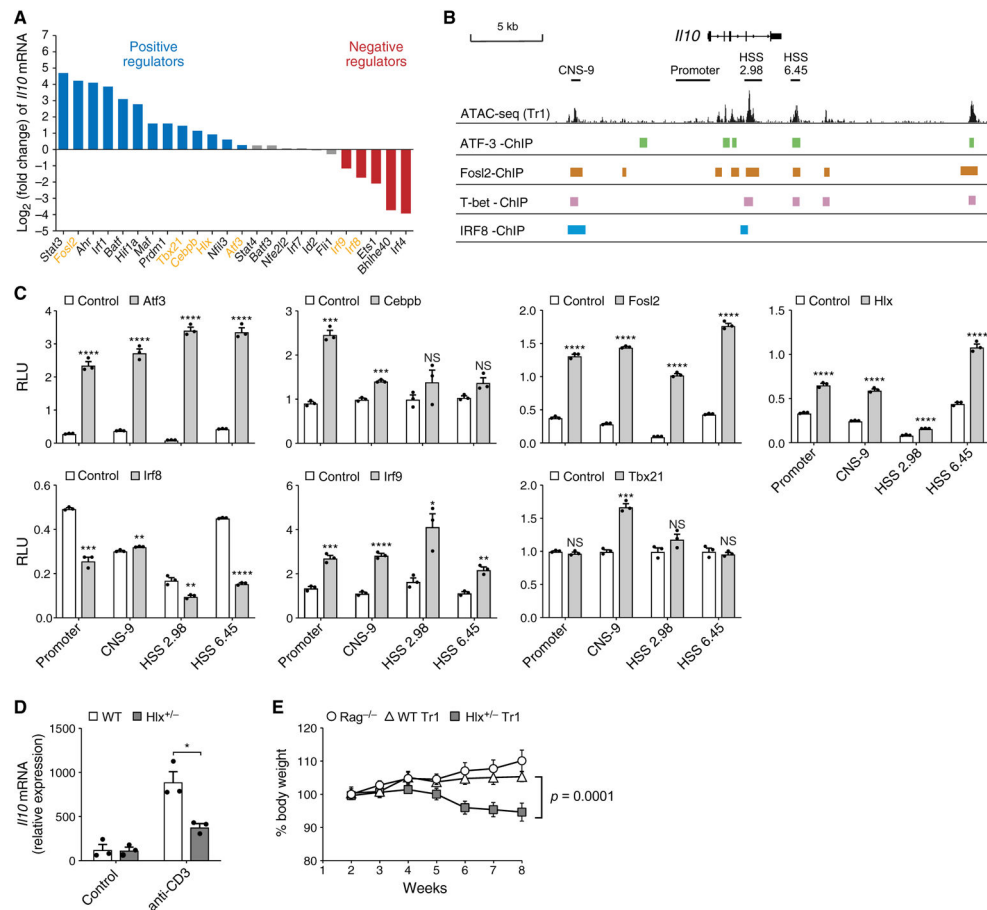 A
Log2 (fold change) of Il10 mRNA
7
6
5
4
3
2
1
0
−1
−2
−3
−4
−5
Positive
regulators
Negative
regulators
Stat3
Fosl2
Ahr
Irf1
Batf
Hif1a
Maf
Prdm1
Tbx21
Cebpb
Hlx
Nfil3
Atf3
Stat4
Batf3
Nfe2l2
Irf7
Id2
Fli1
Irf9
Irf8
Ets1
Bhlhe40
Irf4
B
5 kb
Il10
CNS-9
Promoter
HSS
2.98
HSS
6.45
ATAC-seq (Tr1)
ATF-3 -ChIP
Fosl2-ChIP
T-bet - ChIP
IRF8 -ChIP
C
RLU
Control Atf3
4
3
2
1
0
**** **** **** ****
Control Cebpb
3
2
1
0
*** *** NS NS
Control Fosl2
2.0
1.5
1.0
0.5
0.0
**** **** **** ****
Control Hlx
1.5
1.0
0.5
0.0
**** **** **** ****
Promoter
CNS-9
HSS 2.98
HSS 6.45
RLU
Control Irf8
0.6
0.4
0.2
0.0
*** ** ** ****
Promoter
CNS-9
HSS 2.98
HSS 6.45
Control Irf9
6
4
2
0
*** **** * **
Promoter
CNS-9
HSS 2.98
HSS 6.45
Control Tbx21
2.0
1.5
1.0
0.5
0.0
NS *** NS NS
Promoter
CNS-9
HSS 2.98
HSS 6.45
D
WT Hlx+/−
Il10 mRNA
(relative expression)
1500
1000
500
0
*
Control
anti-CD3
E
Rag−/− WT Tr1 Hlx+/− Tr1
% body weight
120
110
100
90
80
p = 0.0001
1 2 3 4 5 6 7 8
Weeks